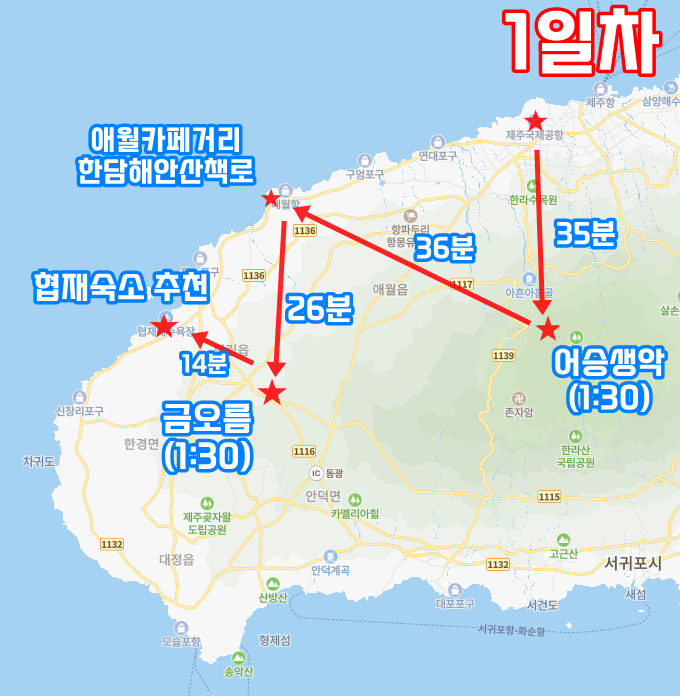 1일차
제주항
삼양해수
제주국제공항
애월카페거리
한담해안산책로
연대포구
구엄포구
한라수목원
애월항
항파두리
항몽유
1136
36분
35분
1136
협재숙소 추천
1117
아흔아홉골
애월읍
26분
살손
협재해수욕장
14분
1139
어승생악
(1:30)
신창리포구
존자암
금오름
(1:30)
한경면
한라산
국립공원
차귀도
1116
IC 동광
안덕면
1115
카멜리아힐
제주곶자왈
도립공원
1132
대정읍
고근산
안덕계곡
1132
서귀포시
산방산
대포포구
서건도
새섬
모슬포항
형제섬
서귀포항-화순항
송악산